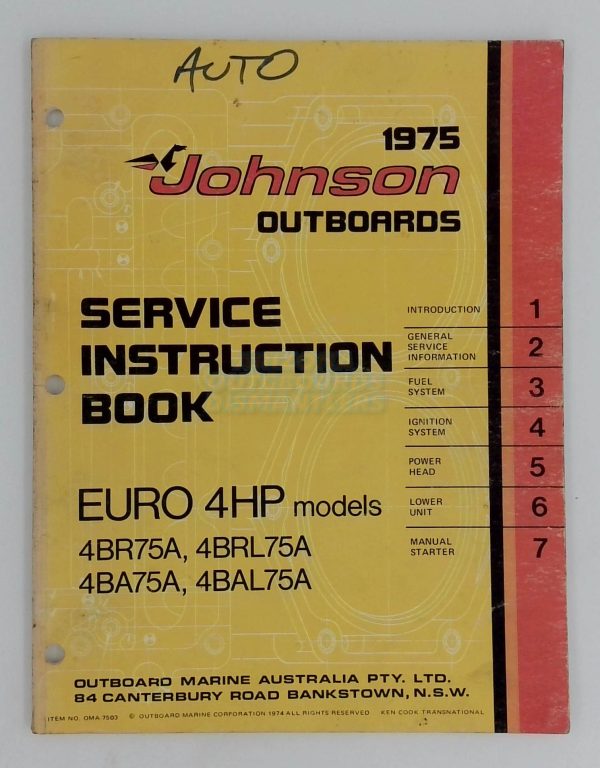 AUTO
1975
Johnson
OUTBOARDS
SERVICE
INSTRUCTION
BOOK
EURO 4HP models
4BR75A, 4BRL75A
4BA75A, 4BAL75A
INTRODUCTION 1
GENERAL
SERVICE
INFORMATION 2
FUEL
SYSTEM 3
IGNITION
SYSTEM 4
POWER
HEAD 5
LOWER
UNIT 6
MANUAL
STARTER 7
OUTBOARD MARINE AUSTRALIA PTY. LTD.
84 CANTERBURY ROAD BANKSTOWN, N.S.W.
ITEM NO. OMA 7503 © OUTBOARD MARINE CORPORATION 1974 ALL RIGHTS RESERVED KEN COOK TRANSNATIONAL